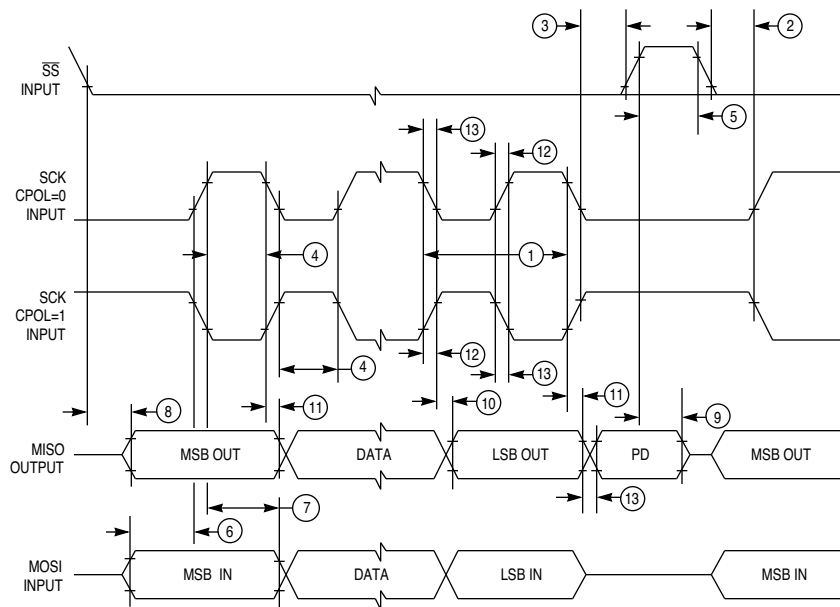 3
2
SS
INPUT
5
13
12
SCK
CPOL=0
INPUT
4
1
SCK
CPOL=1
INPUT
12
4
13
8
11
10
11
9
MISO
OUTPUT
MSB OUT
DATA
LSB OUT
PD
MSB OUT
13
7
6
MOSI
INPUT
MSB IN
DATA
LSB IN
MSB IN